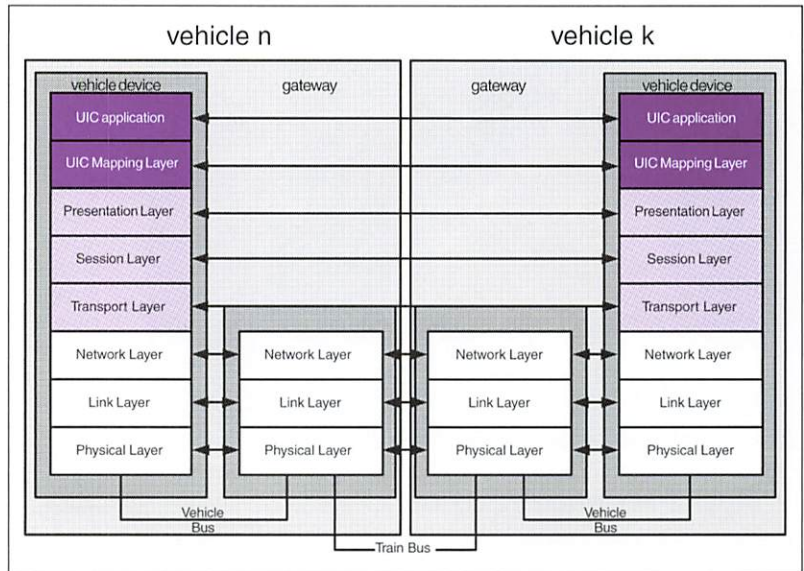 vehicle n
vehicle k
vehicle device
gateway
gateway
vehicle device
UIC application
UIC application
UIC Mapping Layer
UIC Mapping Layer
Presentation Layer
Presentation Layer
Session Layer
Session Layer
Transport Layer
Transport Layer
Network Layer
Network Layer
Network Layer
Network Layer
Link Layer
Link Layer
Link Layer
Link Layer
Physical Layer
Physical Layer
Physical Layer
Physical Layer
Vehicle
Bus
Vehicle
Bus
Train Bus